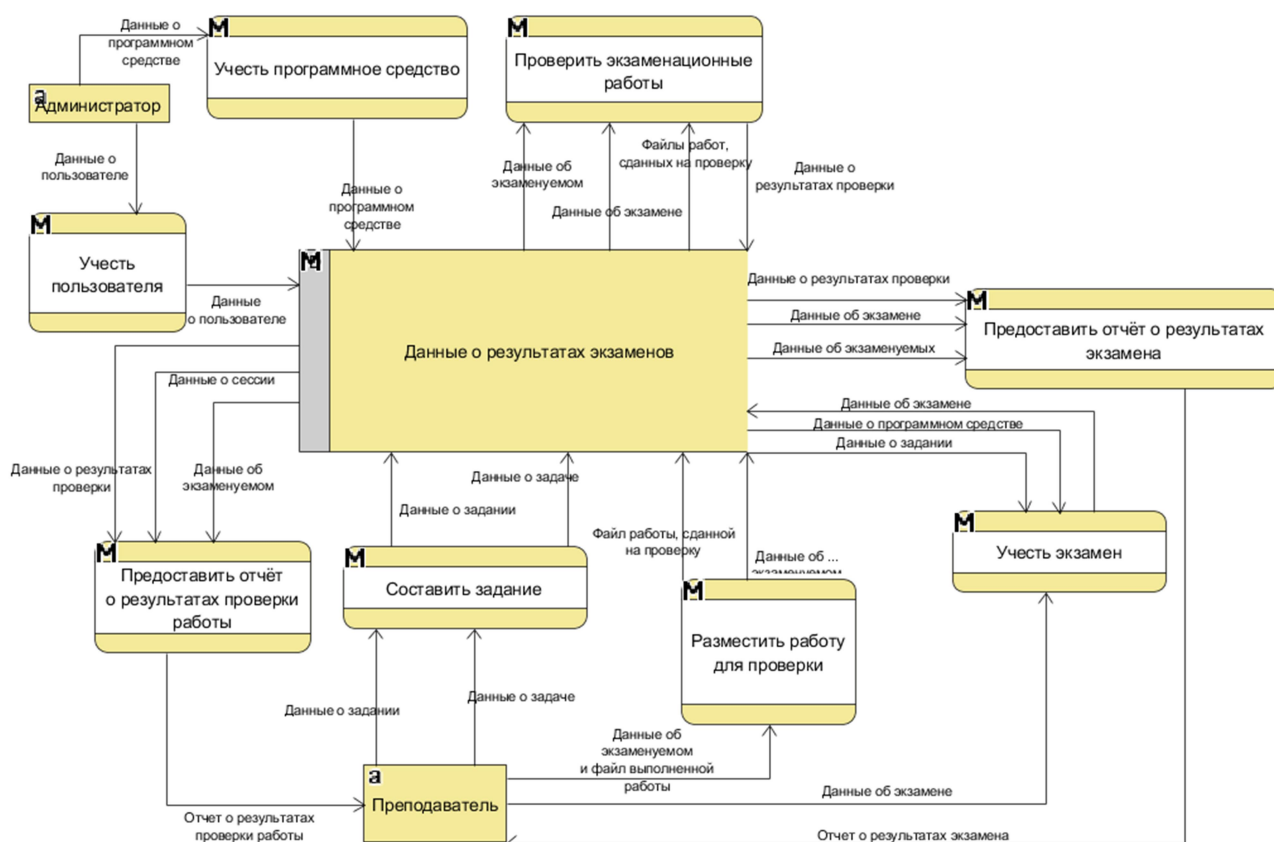 Данные о
программном
средстве
М
Учесть программное средство
М
Проверить экзаменационные
работы
а
Администратор
Данные о
пользователе
Данные о
программном
средстве
Данные об
экзаменуемом
Файлы работ,
сданных на проверку
Данные об экзамене
Данные о
результатах проверки
М
Учесть
пользователя
Данные
о пользователе
М
Данные о результатах экзаменов
Данные о результатах проверки
Данные об экзамене
Данные об экзаменуемых
М
Предоставить отчёт о результатах
экзамена
Данные о сессии
Данные о результатах
проверки
Данные об
экзаменуемом
Данные об экзамене
Данные о программном средстве
Данные о задании
Данные о задаче
Данные о задании
Файл работы, сданной
на проверку
Данные об ...
экзаменуемом
М
Учесть экзамен
М
Предоставить отчёт
о результатах проверки
работы
М
Составить задание
М
Разместить работу
для проверки
Данные о задании
Данные о задаче
Данные об
экзаменуемом
и файл выполненной
работы
а
Преподаватель
Данные об экзамене
Отчет о результатах
проверки работы
Отчет о результатах экзамена